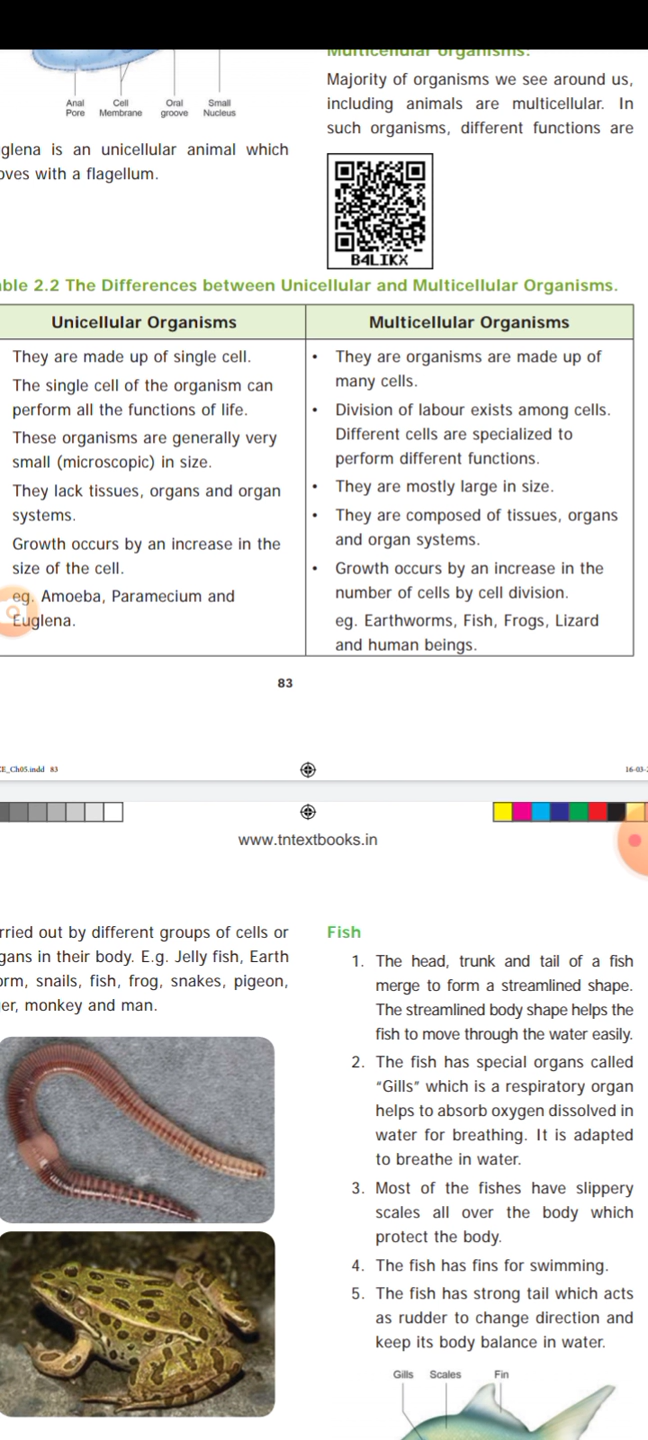 Multicellular organisms:
Majority of organisms we see around us,
including animals are multicellular. In
such organisms, different functions are
Anal Pore
Cell Membrane
Oral groove
Small Nucleus
glena is an unicellular animal which
oves with a flagellum.
B4LIKX
ble 2.2 The Differences between Unicellular and Multicellular Organisms.
Unicellular Organisms
They are made up of single cell.
The single cell of the organism can
perform all the functions of life.
These organisms are generally very
small (microscopic) in size.
They lack tissues, organs and organ
systems.
Growth occurs by an increase in the
size of the cell.
eg. Amoeba, Paramecium and
Euglena.
Multicellular Organisms
• They are organisms are made up of
many cells.
• Division of labour exists among cells.
Different cells are specialized to
perform different functions.
• They are mostly large in size.
• They are composed of tissues, organs
and organ systems.
• Growth occurs by an increase in the
number of cells by cell division.
eg. Earthworms, Fish, Frogs, Lizard
and human beings.
83
E_Ch05.indd 83
16-03-
www.tntextbooks.in
rried out by different groups of cells or
gans in their body. E.g. Jelly fish, Earth
orm, snails, fish, frog, snakes, pigeon,
er, monkey and man.
Fish
1. The head, trunk and tail of a fish
merge to form a streamlined shape.
The streamlined body shape helps the
fish to move through the water easily.
2. The fish has special organs called
"Gills" which is a respiratory organ
helps to absorb oxygen dissolved in
water for breathing. It is adapted
to breathe in water.
3. Most of the fishes have slippery
scales all over the body which
protect the body.
4. The fish has fins for swimming.
5. The fish has strong tail which acts
as rudder to change direction and
keep its body balance in water.
Gills Scales Fin